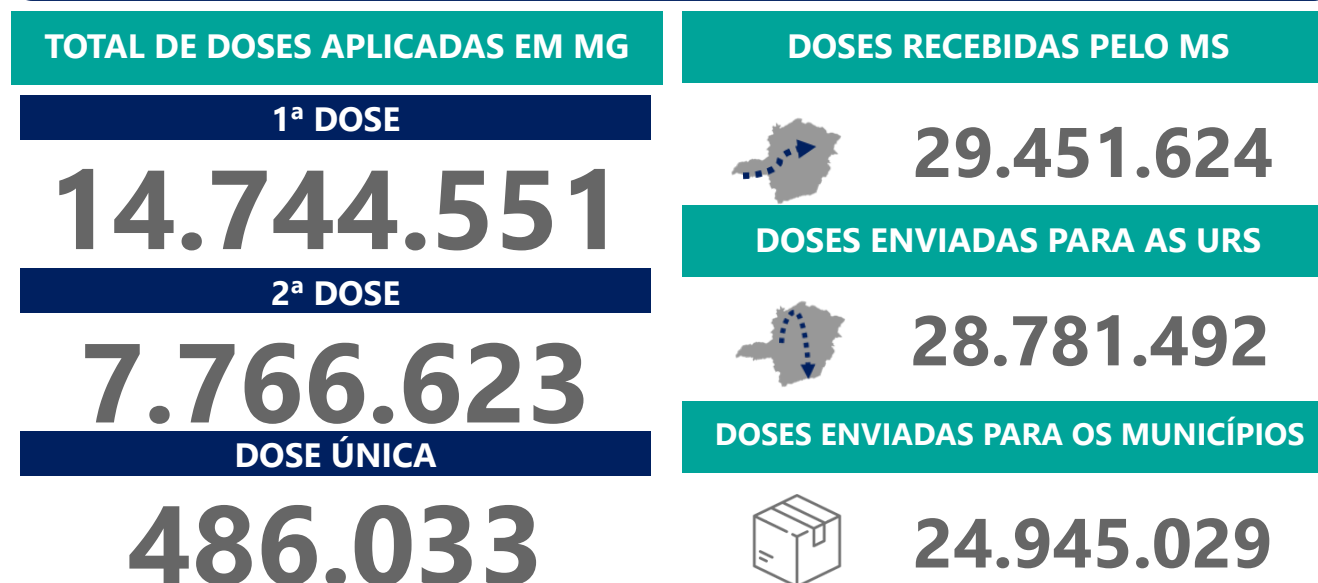 TOTAL DE DOSES APLICADAS EM MG
1ª DOSE
14.744.551
2ª DOSE
7.766.623
DOSE ÚNICA
486.033
DOSES RECEBIDAS PELO MS
29.451.624
DOSES ENVIADAS PARA AS URS
28.781.492
DOSES ENVIADAS PARA OS MUNICÍPIOS
24.945.029